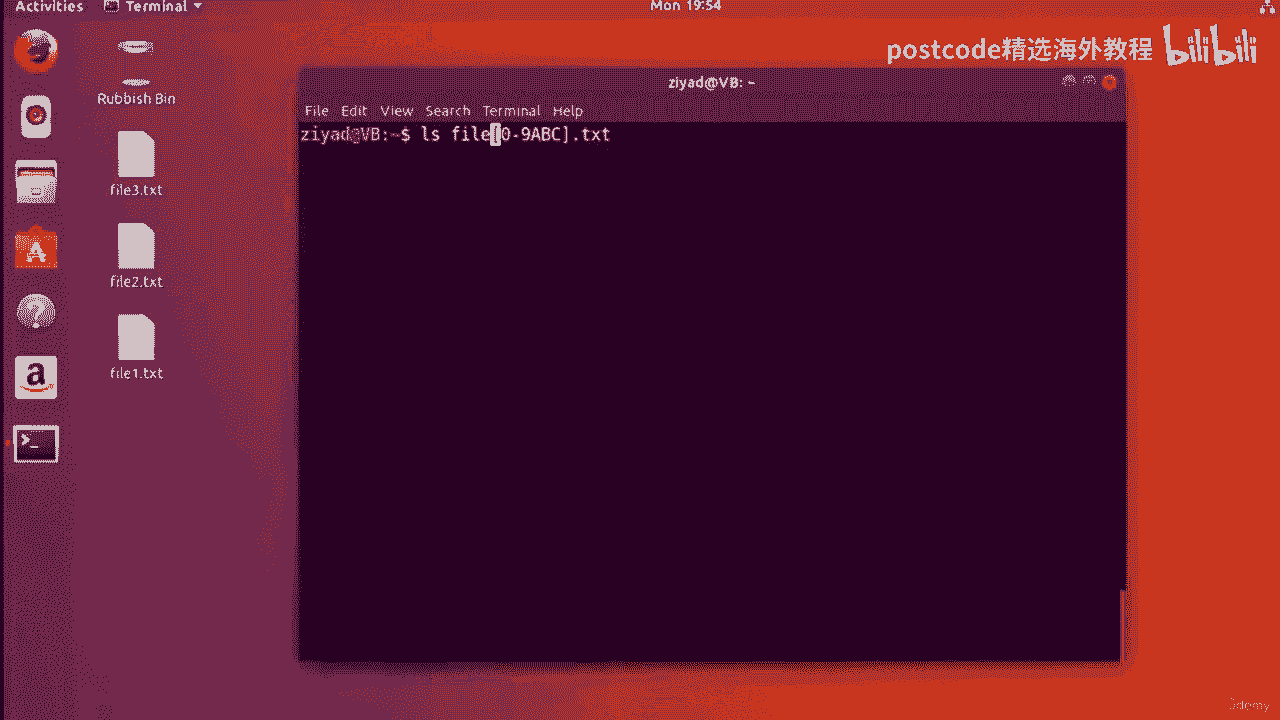 Activities Terminal Mon 19:54
postcode精选海外教程 bilibili
Rubbish Bin
file3.txt
file2.txt
file1.txt
ziyad@VB: ~
File Edit View Search Terminal Help
ziyad@VB:~$ ls file[0-9ABC].txt
a
Udemy